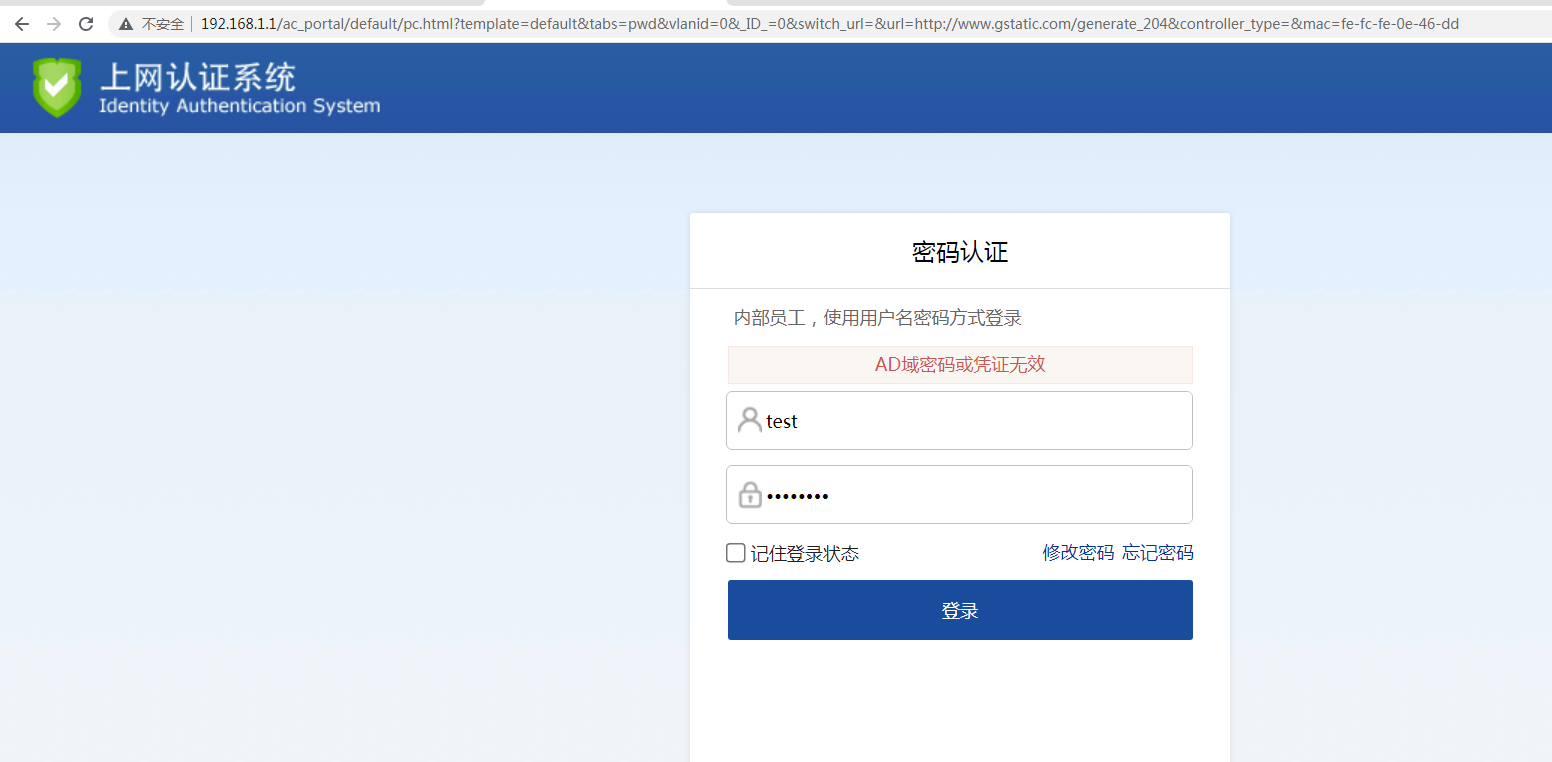 不安全 192.168.1.1/ac_portal/default/pc.html?template=default&tabs=pwd&vlanid=0&_ID_=0&switch_url=&url=http://www.gstatic.com/generate_204&controller_type=&mac=fe-fc-fe-0e-46-dd
上网认证系统
Identity Authentication System
密码认证
内部员工，使用用户名密码方式登录
AD域密码或凭证无效
test
••••••••
记住登录状态 修改密码 忘记密码
登录